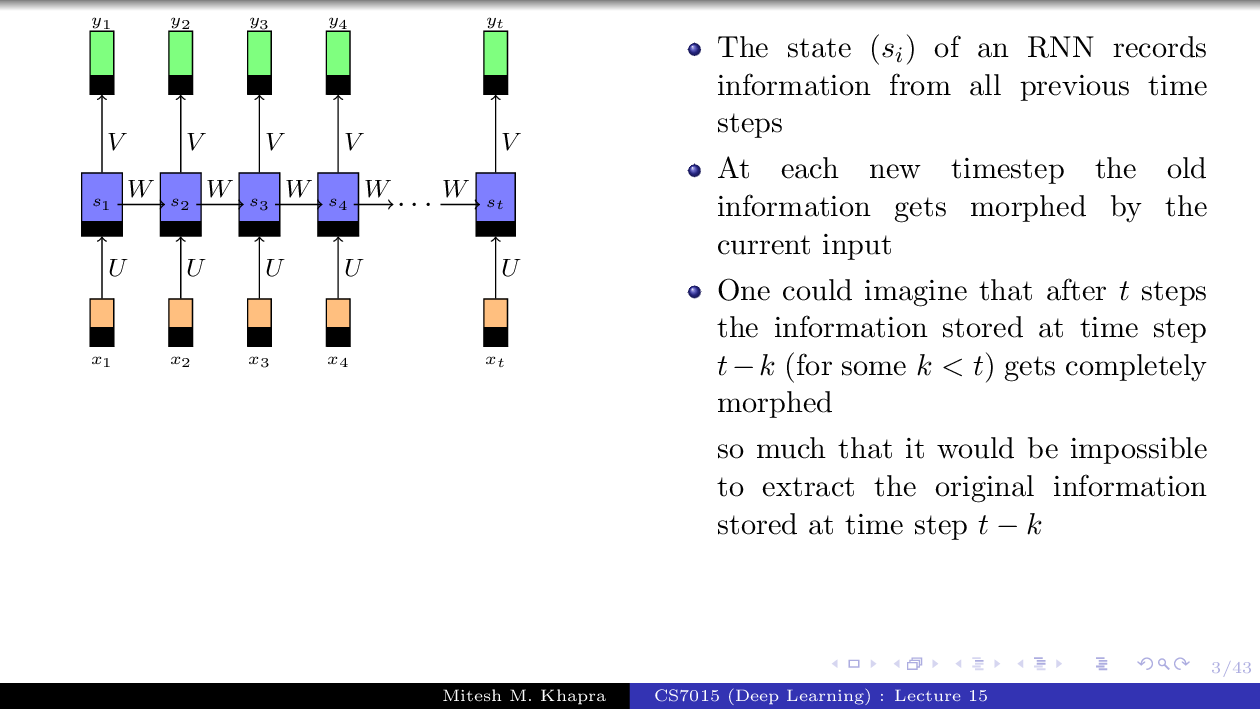 y1 y2 y3 y4 yt
V V V V V
W W W W W
s1 s2 s3 s4 ... st
U U U U U
x1 x2 x3 x4 xt
The state (si) of an RNN records
information from all previous time
steps
At each new timestep the old
information gets morphed by the
current input
One could imagine that after t steps
the information stored at time step
t − k (for some k < t) gets completely
morphed
so much that it would be impossible
to extract the original information
stored at time step t − k
3/43
Mitesh M. Khapra
CS7015 (Deep Learning) : Lecture 15